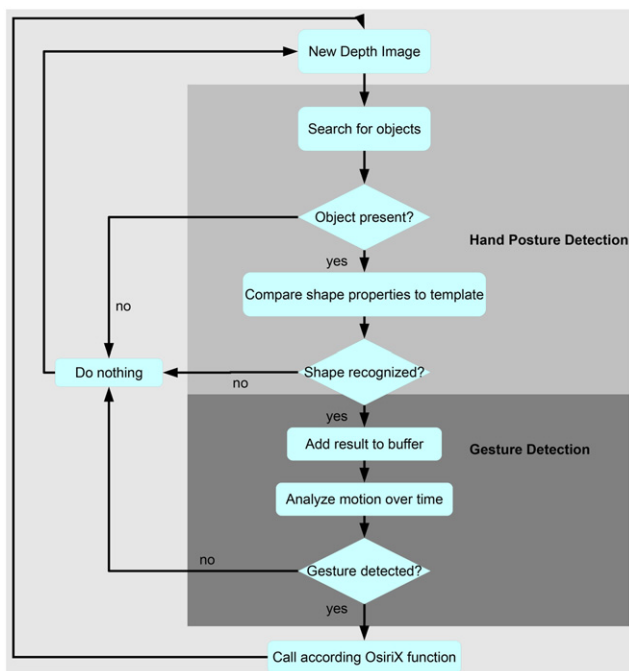 New Depth Image
Search for objects
Object present?
Hand Posture Detection
yes
Compare shape properties to template
no
Do nothing
Shape recognized?
no
yes
Add result to buffer
Gesture Detection
Analyze motion over time
no
Gesture detected?
yes
Call according OsiriX function